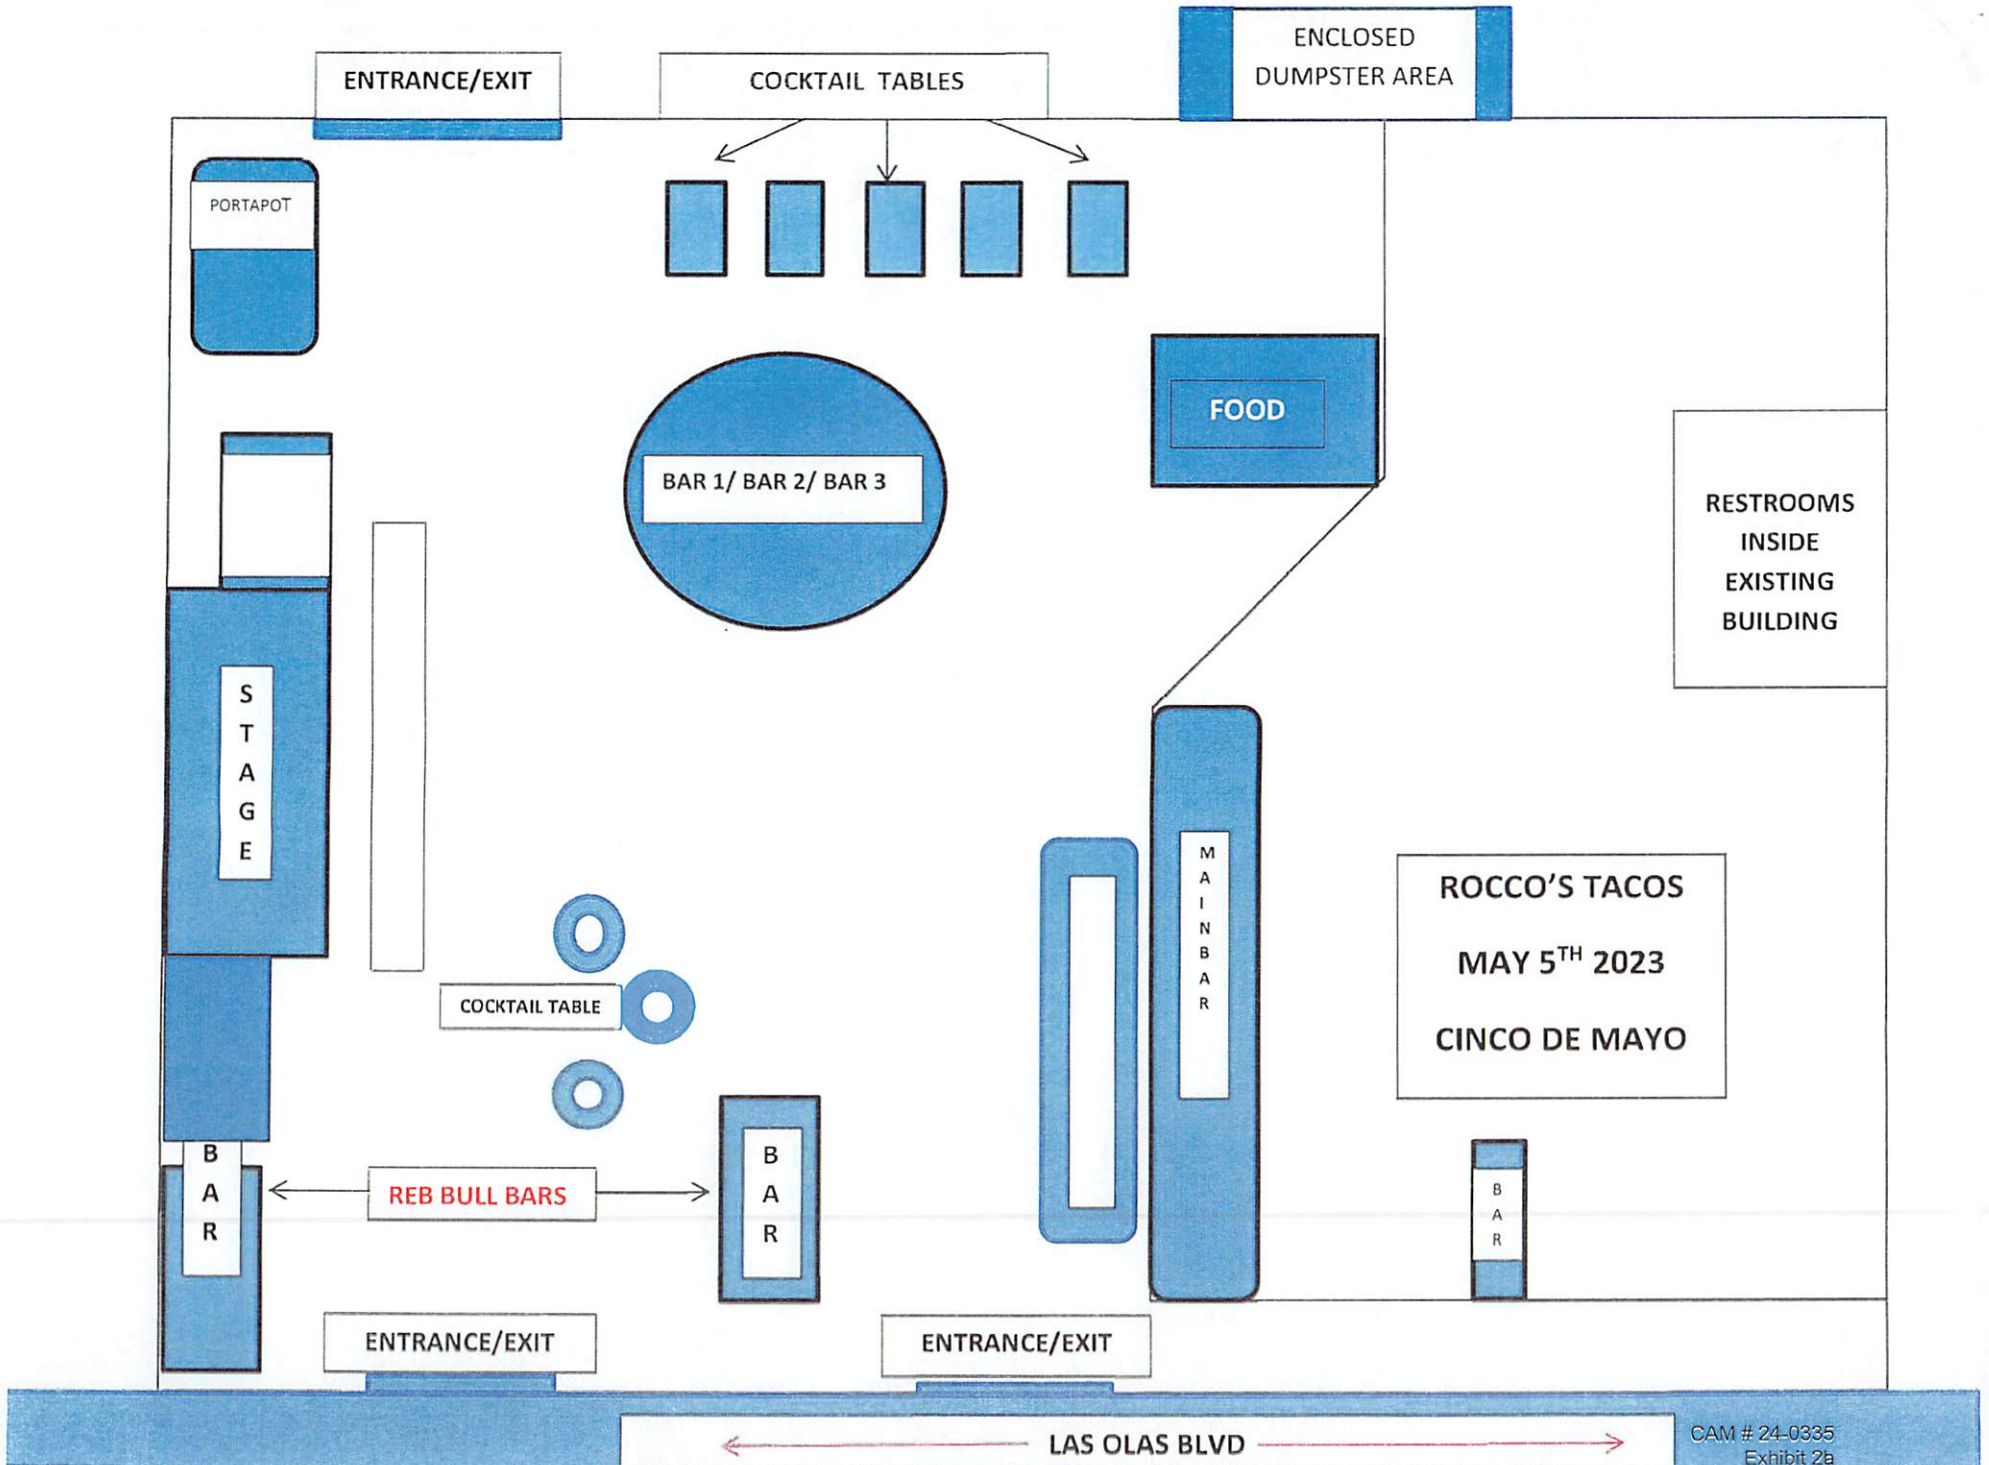 ENCLOSED
DUMPSTER AREA
ENTRANCE/EXIT
COCKTAIL  TABLES
PORTAPOT
FOOD
BAR 1/ BAR 2/ BAR 3
RESTROOMS
INSIDE
EXISTING
BUILDING
S
T
A
G
E
M
A
I
N
B
A
R
ROCCO’S TACOS
MAY 5TH 2023
CINCO DE MAYO
COCKTAIL TABLE
B
A
R
REB BULL BARS
B
A
R
B
A
R
ENTRANCE/EXIT
ENTRANCE/EXIT
LAS OLAS BLVD
CAM # 24-0335
Exhibit 2a